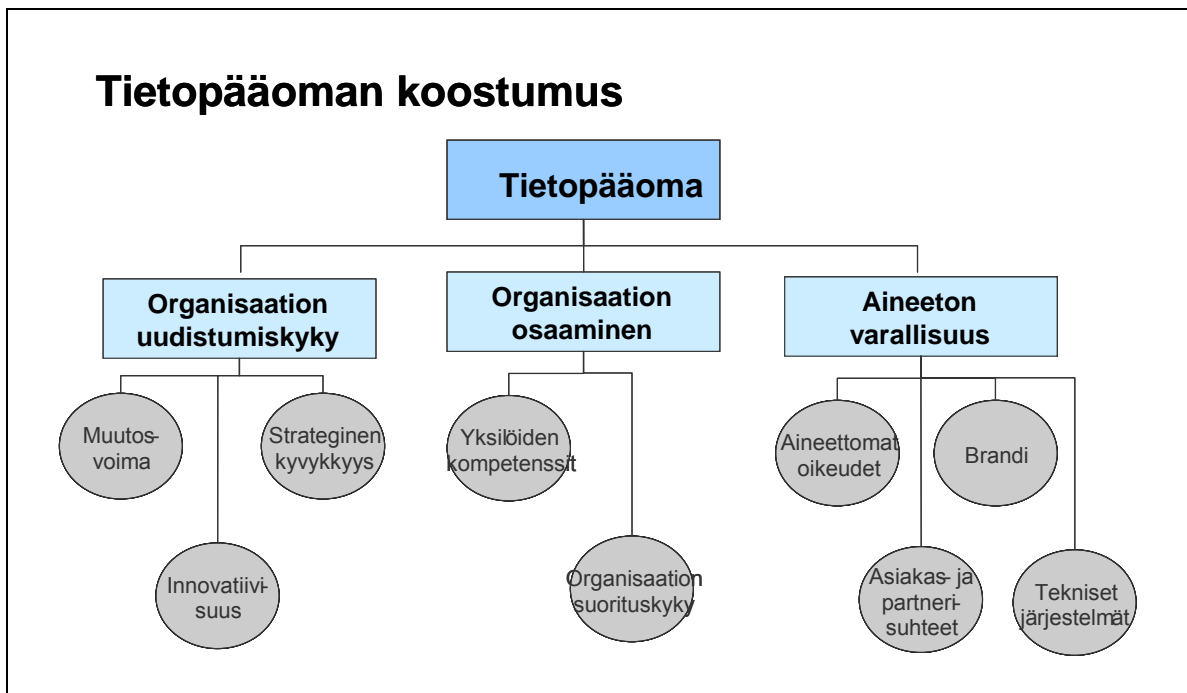 Tietopääoman koostumus
Tietopääoma
Organisaation
uudistumiskyky
Organisaation
osaaminen
Aineeton
varallisuus
Muutos-
voima
Strateginen
kyvykkyys
Innovatiivi-
suus
Yksilöiden
kompetenssit
Organisaation
suorituskyky
Aineettomat
oikeudet
Brandi
Asiakas- ja
partneri-
suhteet
Tekniset
järjestelmät